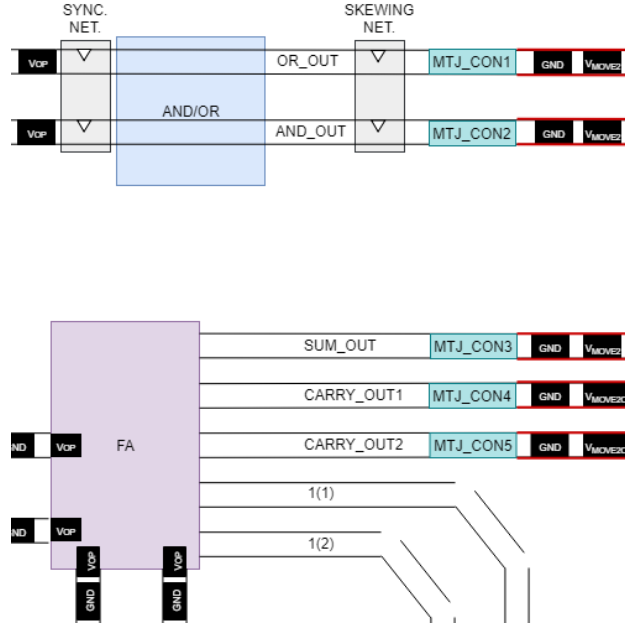 SYNC.
NET.
SKEWING
NET.
VOP
OR_OUT
MTJ_CON1
GND
VMOVE2
AND/OR
VOP
AND_OUT
MTJ_CON2
GND
VMOVE2
SUM_OUT
MTJ_CON3
GND
VMOVE2
CARRY_OUT1
MTJ_CON4
GND
VMOVE2C
ND
VOP
FA
CARRY_OUT2
MTJ_CON5
GND
VMOVE2C
1(1)
ND
VOP
1(2)
VOP
VOP
GND
GND